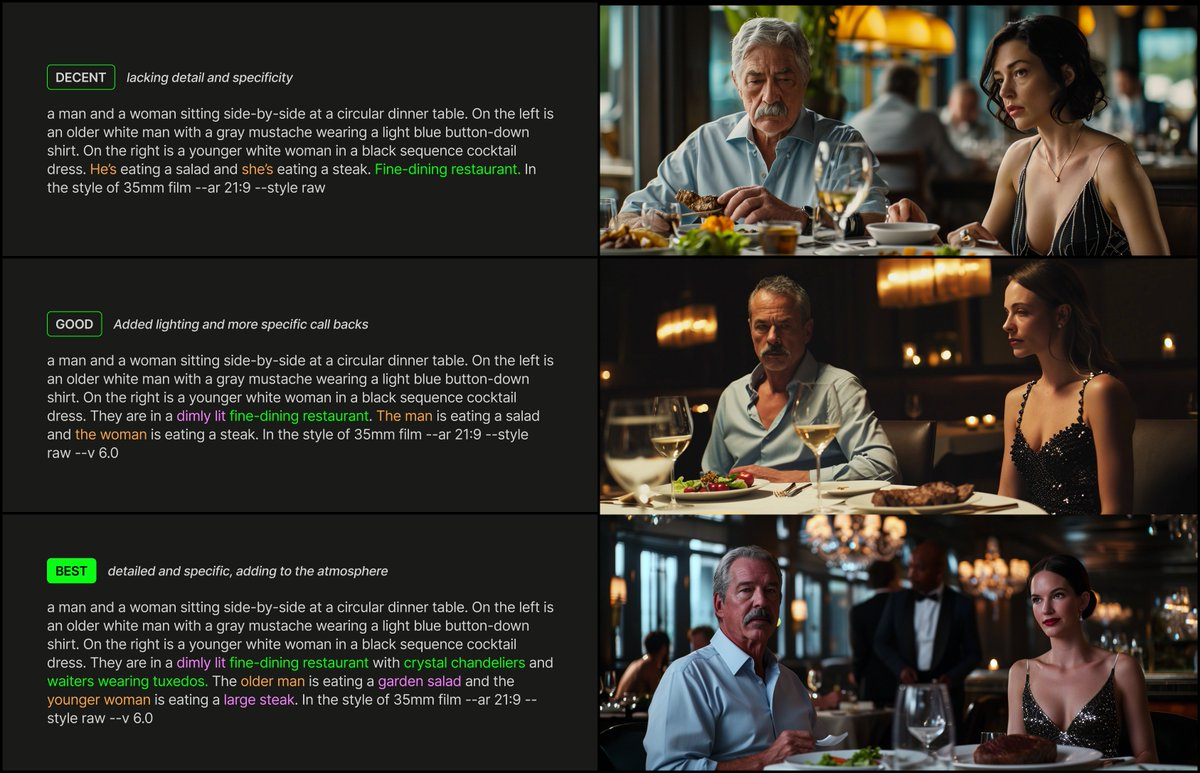 DECENT lacking detail and specificity
a man and a woman sitting side-by-side at a circular dinner table. On the left is
an older white man with a gray mustache wearing a light blue button-down
shirt. On the right is a younger white woman in a black sequence cocktail
dress. He's eating a salad and she's eating a steak. Fine-dining restaurant. In
the style of 35mm film --ar 21:9 --style raw
GOOD Added lighting and more specific call backs
a man and a woman sitting side-by-side at a circular dinner table. On the left is
an older white man with a gray mustache wearing a light blue button-down
shirt. On the right is a younger white woman in a black sequence cocktail
dress. They are in a dimly lit fine-dining restaurant. The man is eating a salad
and the woman is eating a steak. In the style of 35mm film --ar 21:9 --style
raw --v 6.0
BEST detailed and specific, adding to the atmosphere
a man and a woman sitting side-by-side at a circular dinner table. On the left is
an older white man with a gray mustache wearing a light blue button-down
shirt. On the right is a younger white woman in a black sequence cocktail
dress. They are in a dimly lit fine-dining restaurant with crystal chandeliers and
waiters wearing tuxedos. The older man is eating a garden salad and the
younger woman is eating a large steak. In the style of 35mm film --ar 21:9 --
style raw --v 6.0